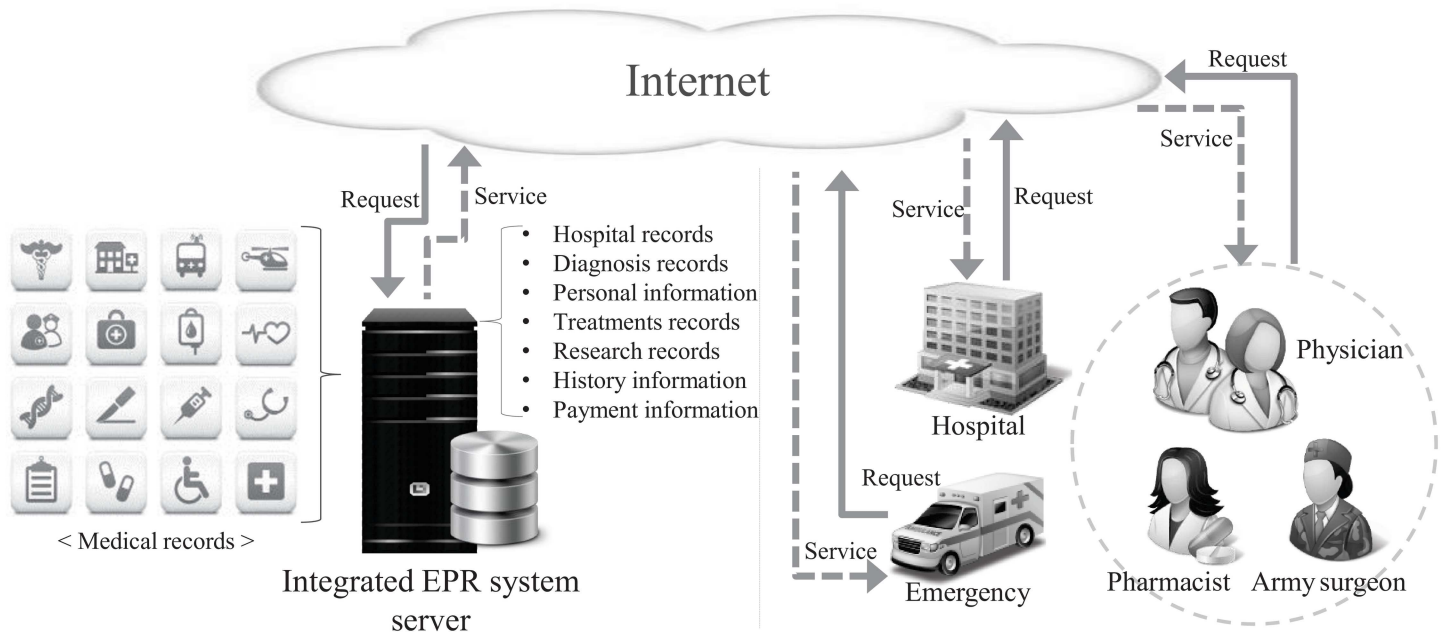 Internet
Request
Service
Request
Service
Service
Request
• Hospital records
• Diagnosis records
• Personal information
• Treatments records
• Research records
• History information
• Payment information
< Medical records >
Integrated EPR system
server
Hospital
Request
Service
Emergency
Physician
Pharmacist
Army surgeon